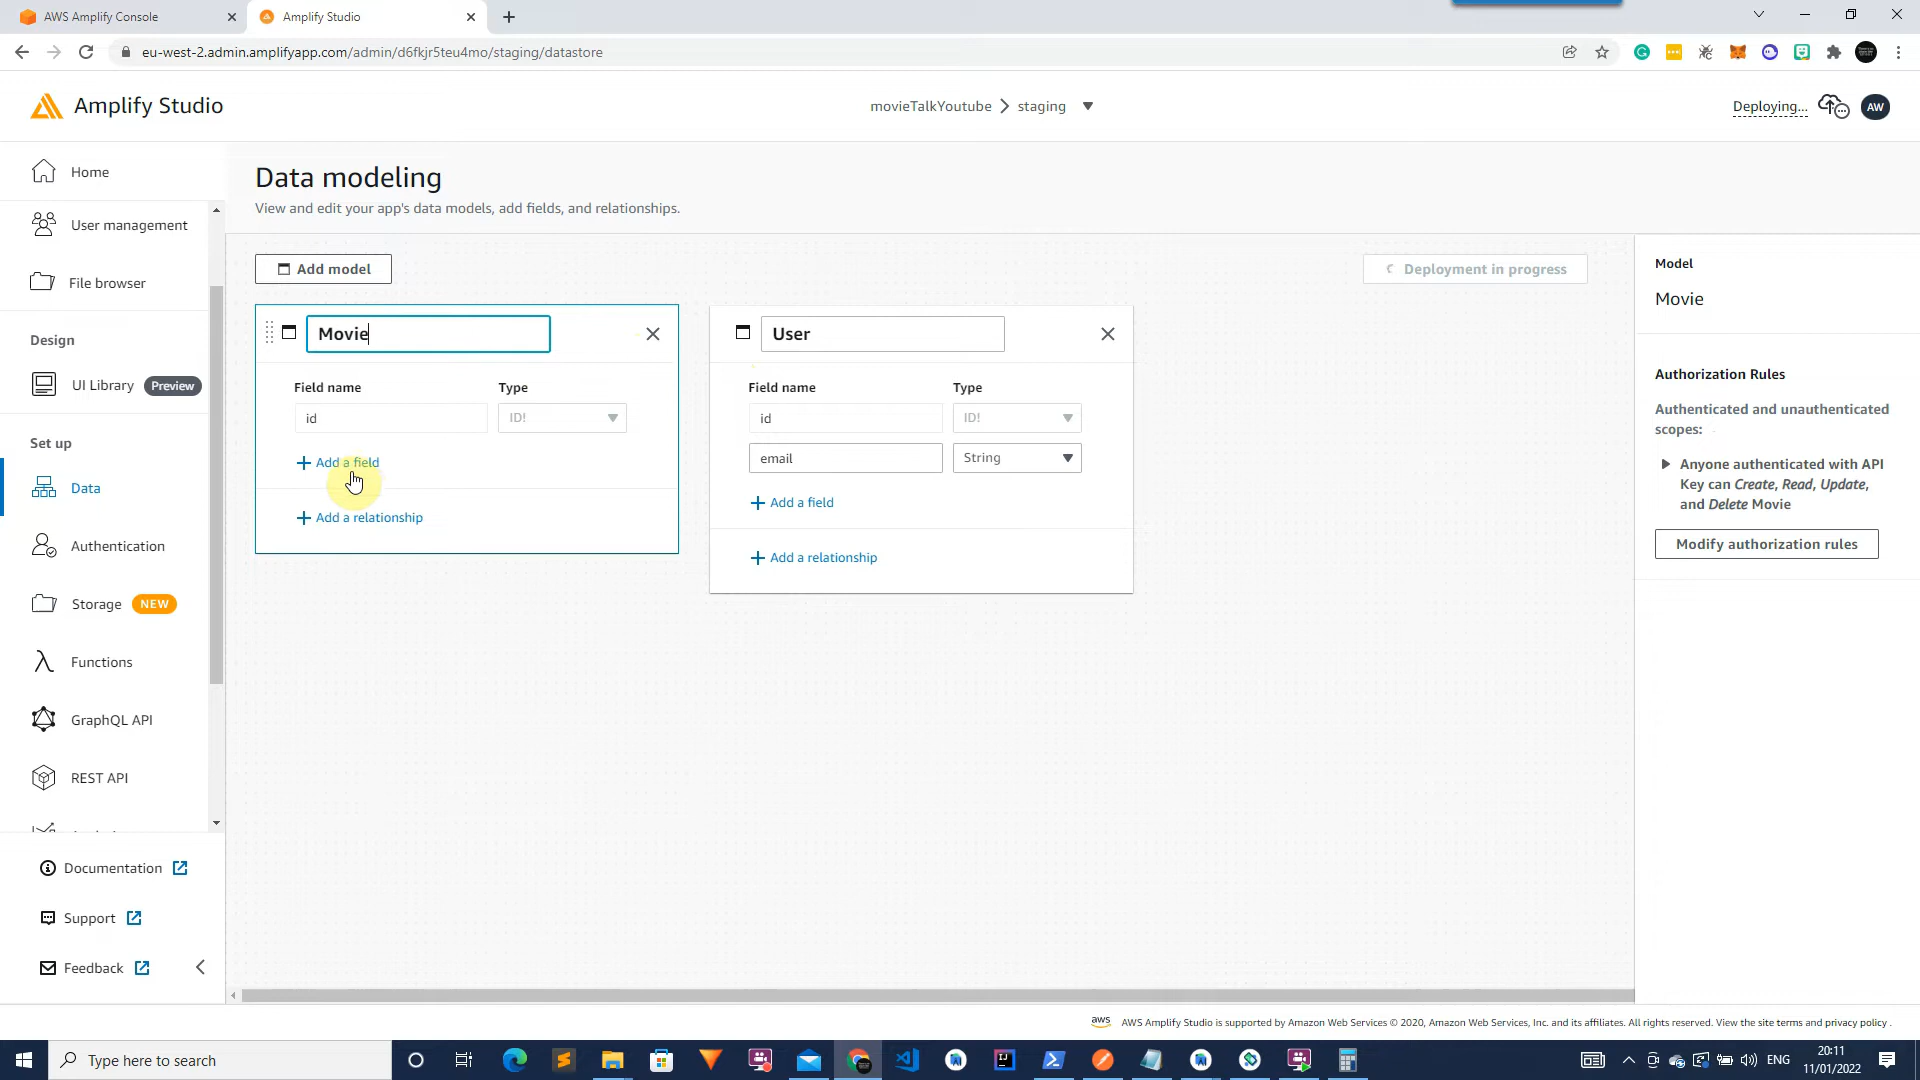 AWS Amplify Console
Amplify Studio
eu-west-2.admin.amplifyapp.com/admin/d6fkjr5teu4mo/staging/datastore
Amplify Studio
movieTalkYoutube
staging
Deploying...
AW
Home
User management
File browser
Design
UI Library
Preview
Set up
Data
Authentication
Storage
NEW
Functions
GraphQL API
REST API
Documentation
Support
Feedback
Data modeling
View and edit your app's data models, add fields, and relationships.
Add model
Deployment in progress
Movie
Field name
Type
id
ID!
Add a field
Add a relationship
User
Field name
Type
id
ID!
email
String
Add a field
Add a relationship
Model
Movie
Authorization Rules
Authenticated and unauthenticated
scopes:
Anyone authenticated with API
Key can Create, Read, Update,
and Delete Movie
Modify authorization rules
aws
AWS Amplify Studio is supported by Amazon Web Services © 2020, Amazon Web Services, Inc. and its affiliates. All rights reserved. View the site terms and privacy policy .
Type here to search
ENG
20:11
11/01/2022